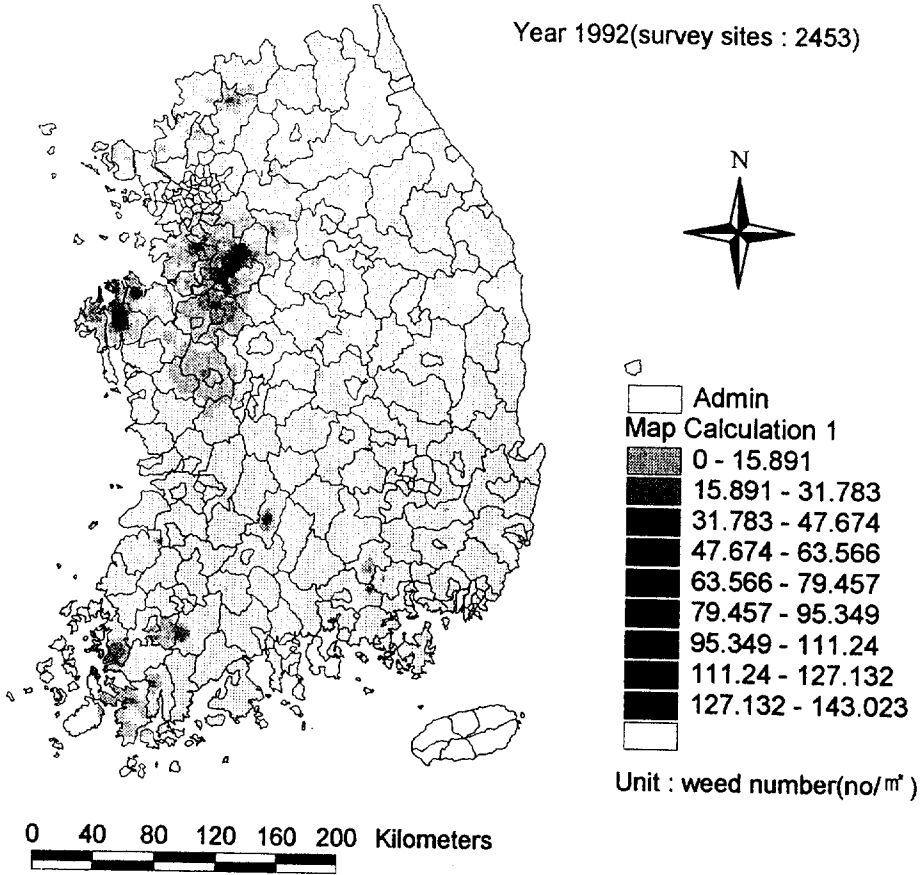 Year 1992(survey sites : 2453)
N
Admin
Map Calculation 1
0 - 15.891
15.891 - 31.783
31.783 - 47.674
47.674 - 63.566
63.566 - 79.457
79.457 - 95.349
95.349 - 111.24
111.24 - 127.132
127.132 - 143.023
Unit : weed number(no/㎡)
0 40 80 120 160 200 Kilometers